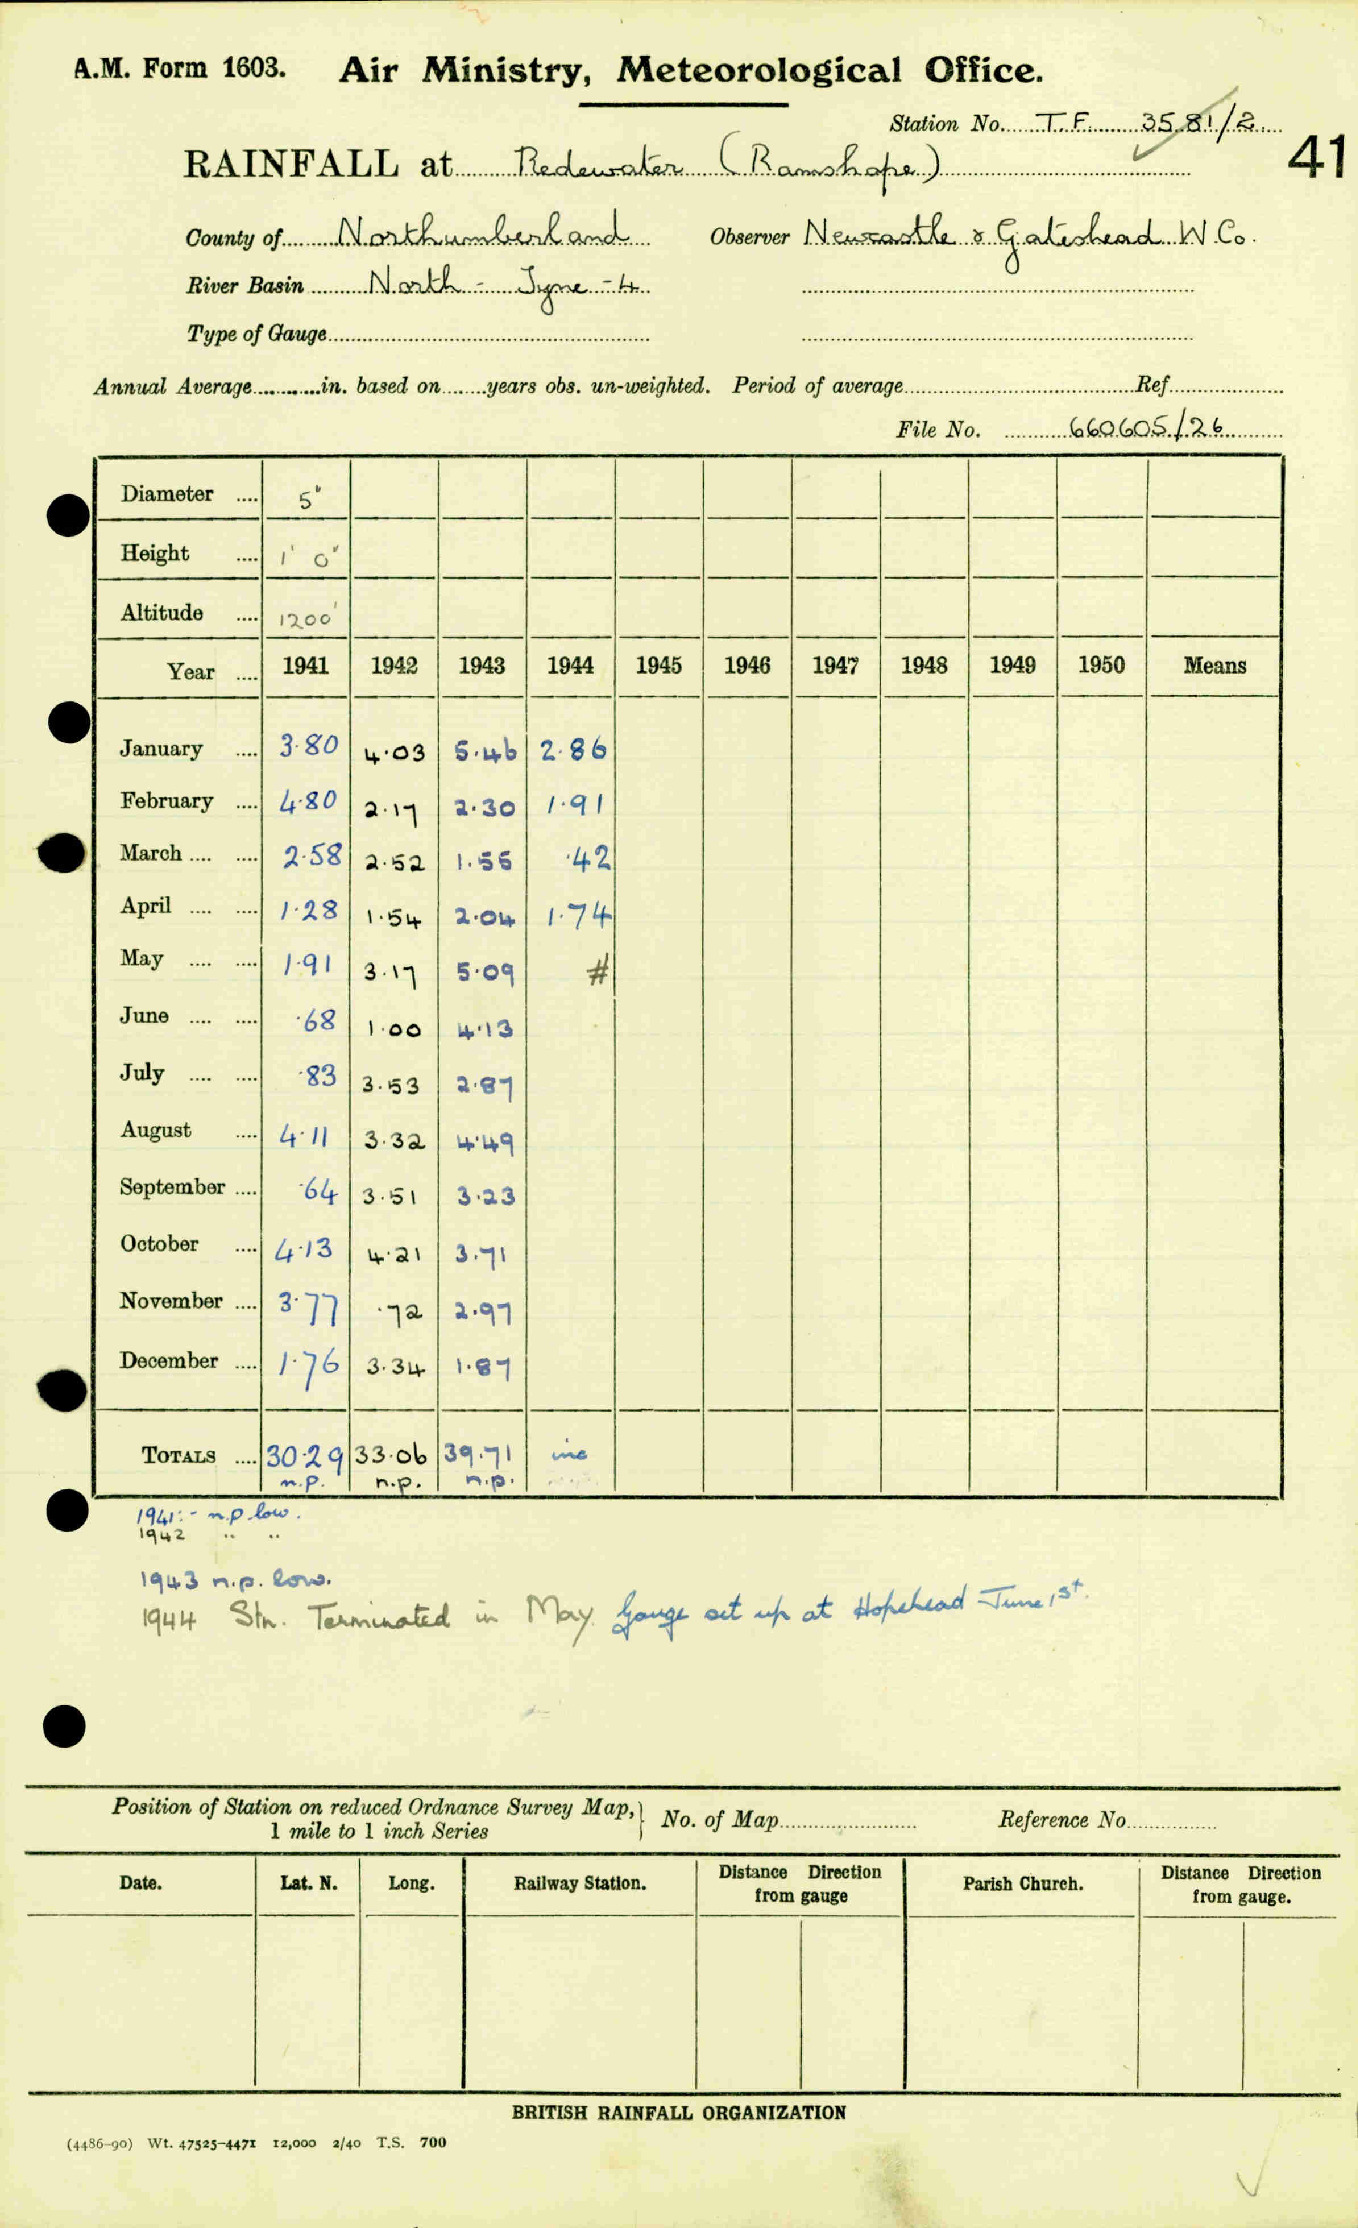 A.M. Form 1603. Air Ministry, Meteorological Office.
Station No. T.F. 3581/2
41
RAINFALL at Redewater (Ramshope)
County of Northumberland Observer Newcastle & Gateshead W. Co.
River Basin North - Tyne - 4
Type of Gauge
Annual Average in. based on years obs. un-weighted. Period of average Ref.
File No. 660605/26
Diameter 5"
Height 1' 0"
Altitude 1200'
Year 1941 1942 1943 1944 1945 1946 1947 1948 1949 1950 Means
January 3.80 4.03 5.46 2.86
February 4.80 2.17 2.30 1.91
March 2.58 2.52 1.55 .42
April 1.28 1.54 2.04 1.74
May 1.91 3.17 5.09 #
June .68 1.00 4.13
July .83 3.53 2.87
August 4.11 3.32 4.49
September .64 3.51 3.23
October 4.13 4.21 3.71
November 3.77 .72 2.97
December 1.76 3.34 1.87
TOTALS 30.29 33.06 39.71 inc
n.p. n.p. n.p.
1941:- n.p. low.
1942 " "
1943 n.p. low.
1944 Stn. Terminated in May. Gauge set up at Hopehead June 1st.
Position of Station on reduced Ordnance Survey Map, 1 mile to 1 inch Series } No. of Map Reference No.
Date. Lat. N. Long. Railway Station. Distance Direction from gauge Parish Church. Distance Direction from gauge.
BRITISH RAINFALL ORGANIZATION
(4486-90) Wt. 47525-4471 12,000 2/40 T.S. 700